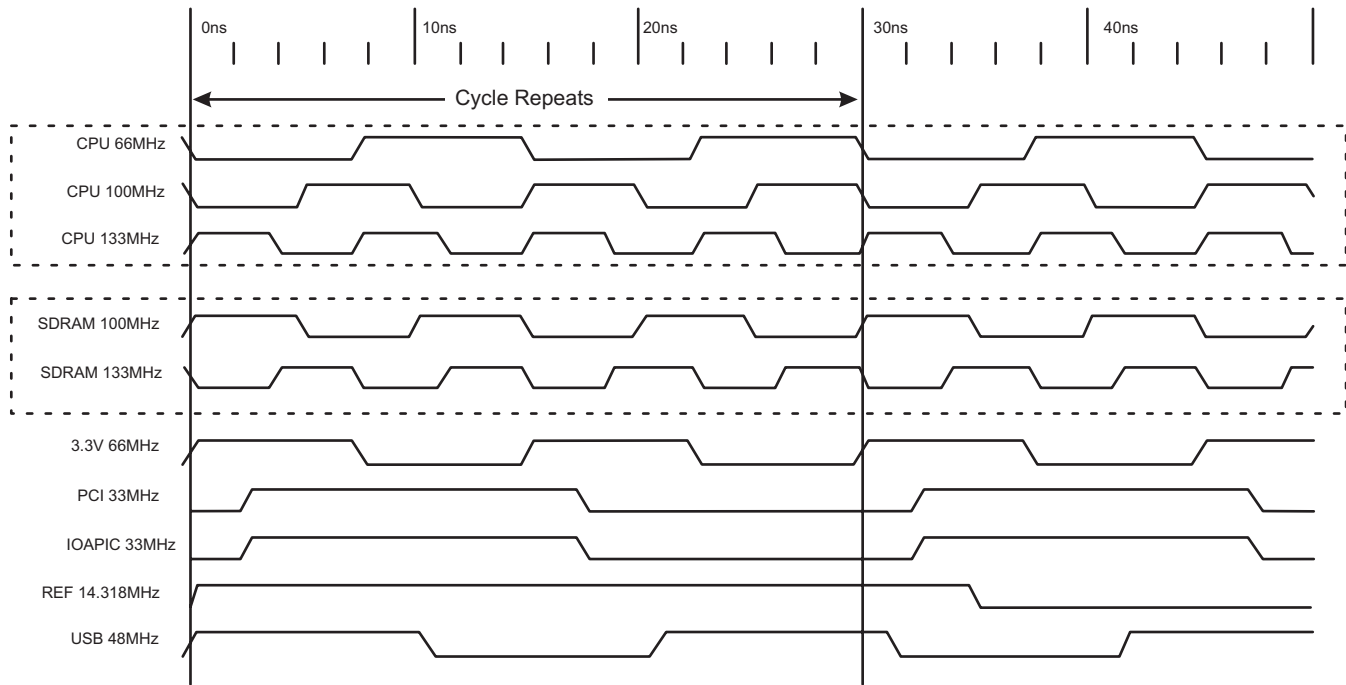 0ns 10ns 20ns 30ns 40ns
Cycle Repeats
CPU 66MHz
CPU 100MHz
CPU 133MHz
SDRAM 100MHz
SDRAM 133MHz
3.3V 66MHz
PCI 33MHz
IOAPIC 33MHz
REF 14.318MHz
USB 48MHz